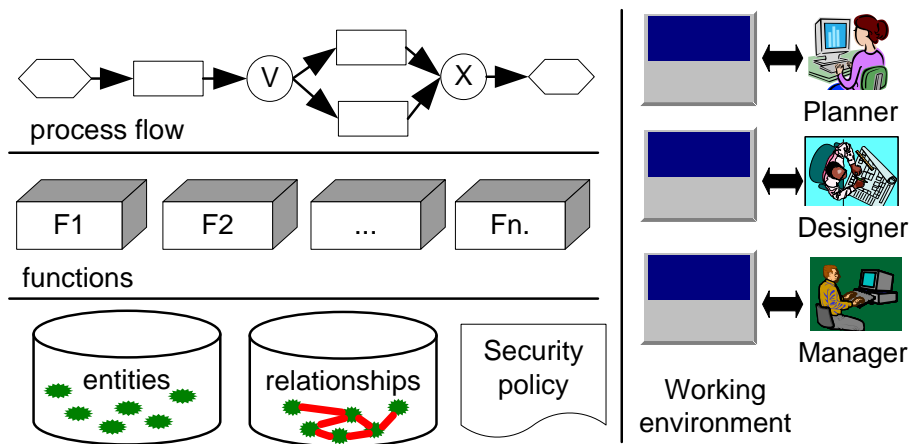 V
X
process flow
F1
F2
...
Fn.
functions
entities
relationships
Security
policy
Planner
Designer
Manager
Working
environment